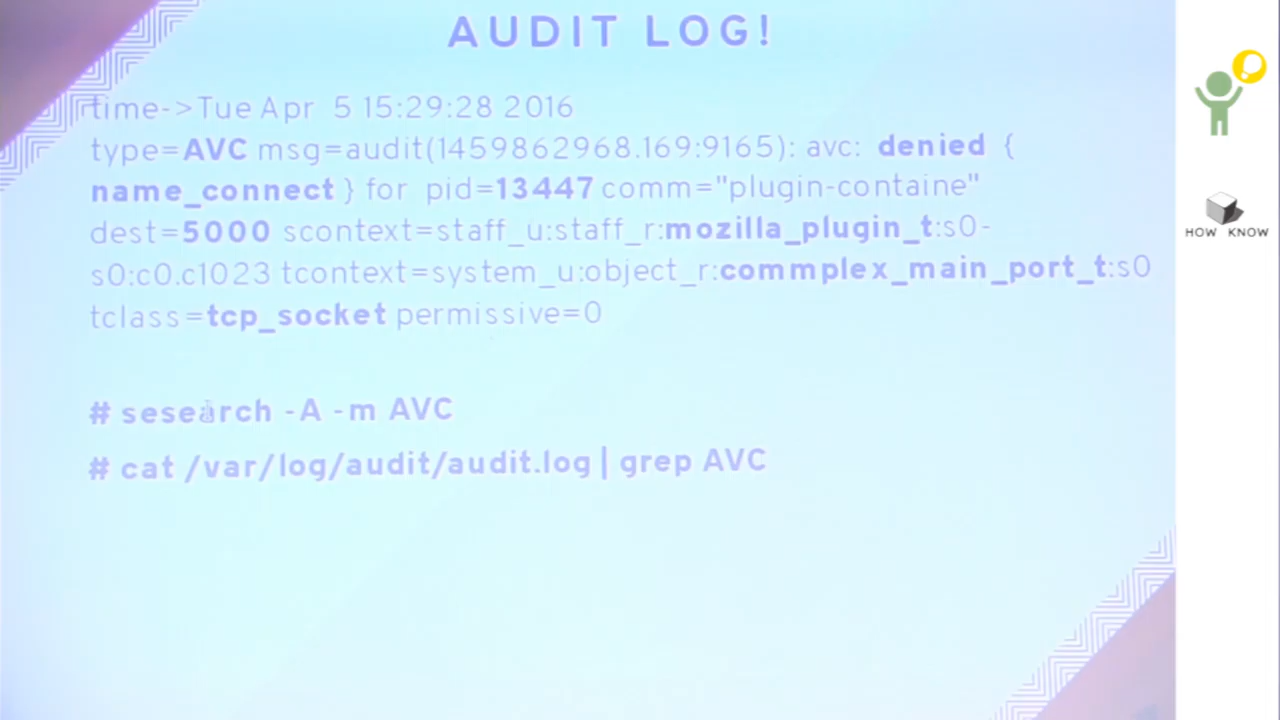 AUDIT LOG!
time->Tue Apr 5 15:29:28 2016
type=AVC msg=audit(1459862968.169:9165): avc: denied {
name_connect } for pid=13447 comm="plugin-containe"
dest=5000 scontext=staff_u:staff_r:mozilla_plugin_t:s0-
s0:c0.c1023 tcontext=system_u:object_r:commplex_main_port_t:s0
tclass=tcp_socket permissive=0
# sesearch -A -m AVC
# cat /var/log/audit/audit.log | grep AVC
HOW KNOW